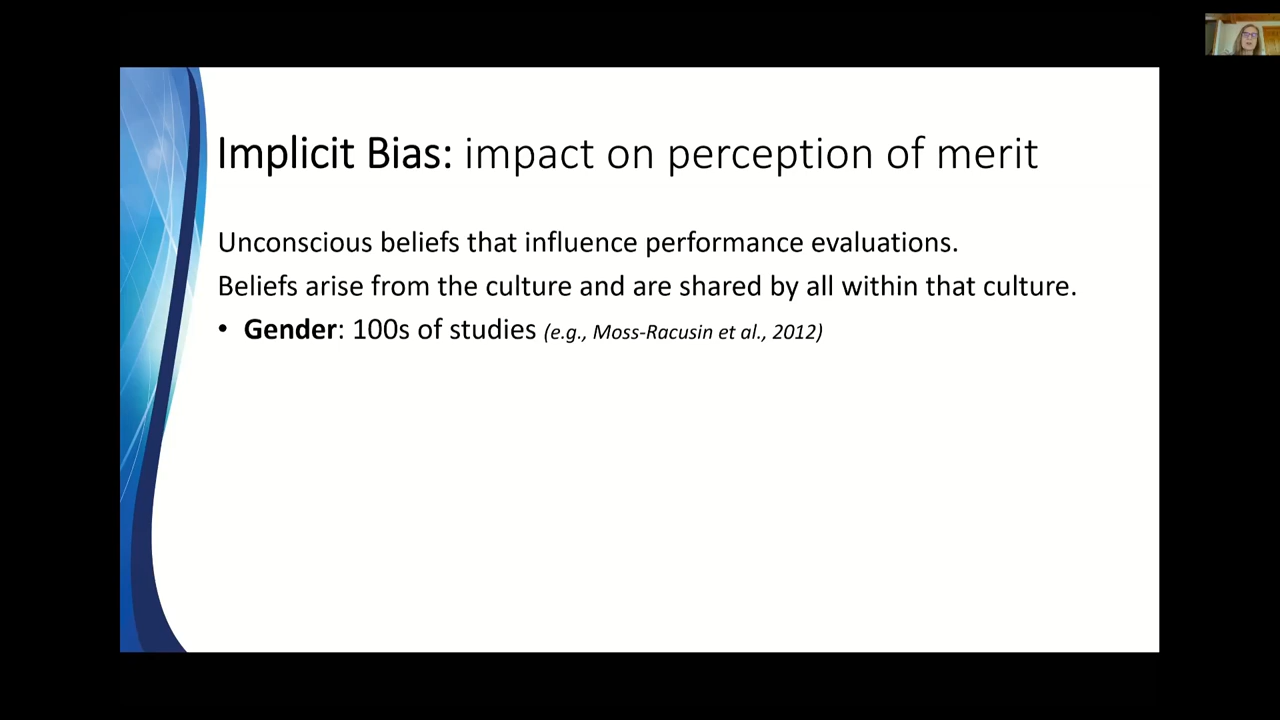 Implicit Bias: impact on perception of merit
Unconscious beliefs that influence performance evaluations.
Beliefs arise from the culture and are shared by all within that culture.
• Gender: 100s of studies (e.g., Moss-Racusin et al., 2012)